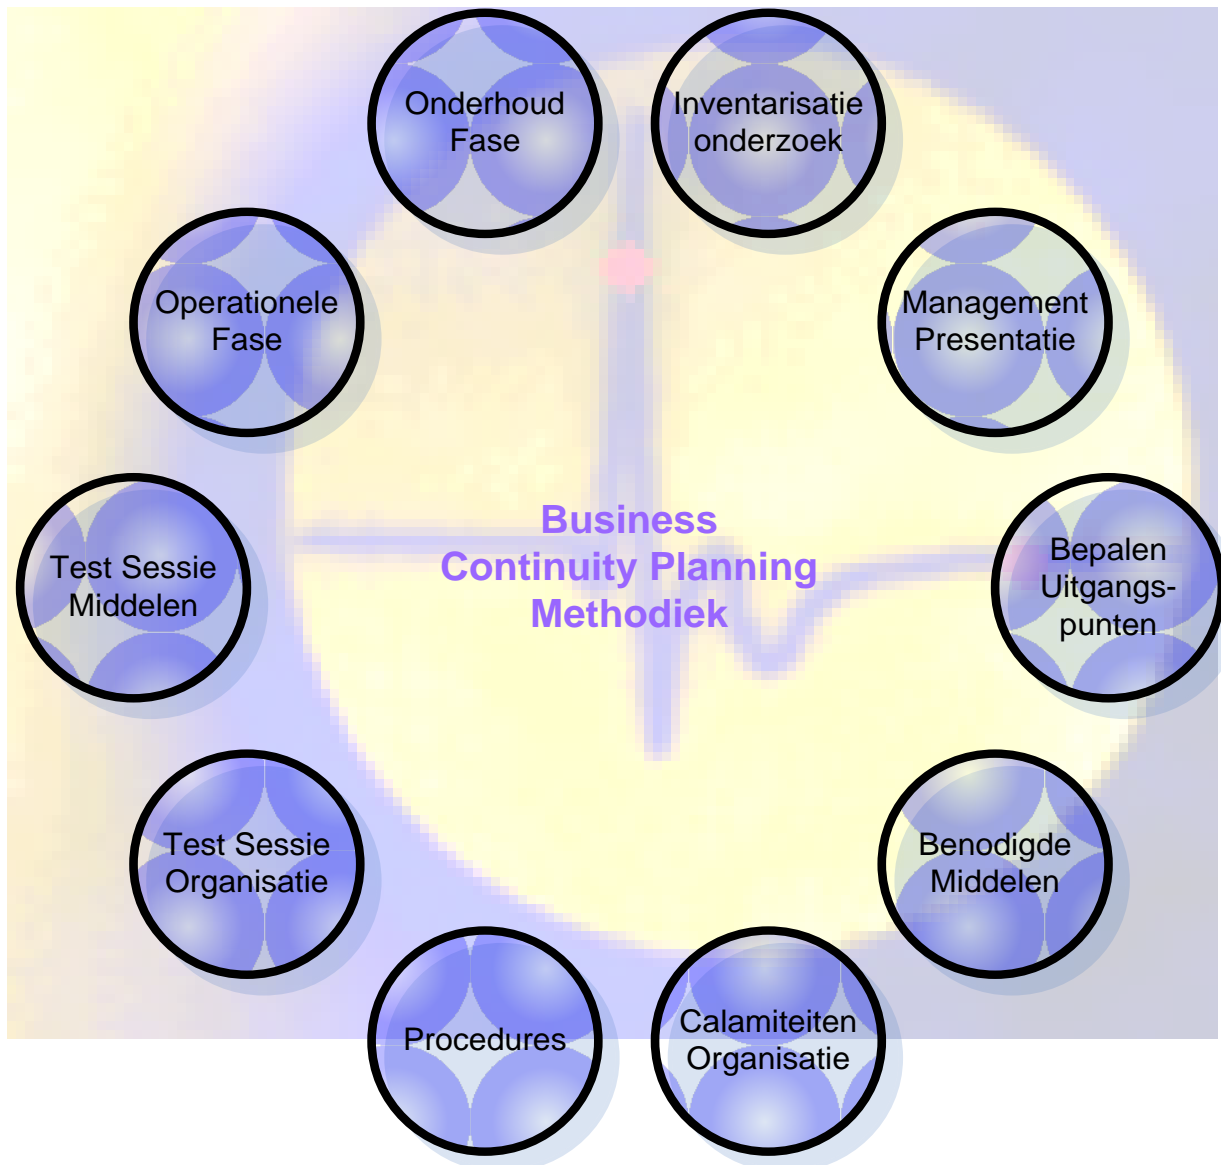 Onderhoud
Fase
Inventarisatie
onderzoek
Operationele
Fase
Management
Presentatie
Test Sessie
Middelen
Business
Continuity Planning
Methodiek
Bepalen
Uitgangs-
punten
Test Sessie
Organisatie
Benodigde
Middelen
Procedures
Calamiteiten
Organisatie